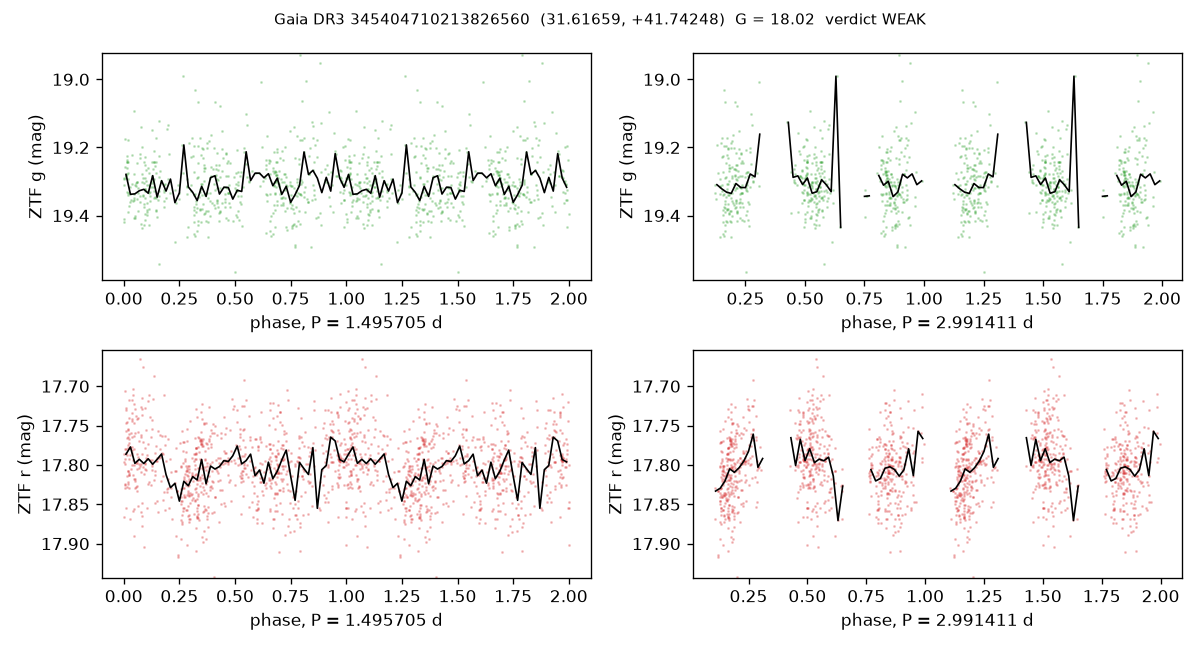 Gaia DR3 345404710213826560 (31.61659, +41.74248) G = 18.02 verdict WEAK
ZTF g (mag)
19.0
19.2
19.4
0.00 0.25 0.50 0.75 1.00 1.25 1.50 1.75 2.00
phase, P = 1.495705 d
ZTF g (mag)
19.0
19.2
19.4
0.25 0.50 0.75 1.00 1.25 1.50 1.75 2.00
phase, P = 2.991411 d
ZTF r (mag)
17.70
17.75
17.80
17.85
17.90
0.00 0.25 0.50 0.75 1.00 1.25 1.50 1.75 2.00
phase, P = 1.495705 d
ZTF r (mag)
17.70
17.75
17.80
17.85
17.90
0.25 0.50 0.75 1.00 1.25 1.50 1.75 2.00
phase, P = 2.991411 d